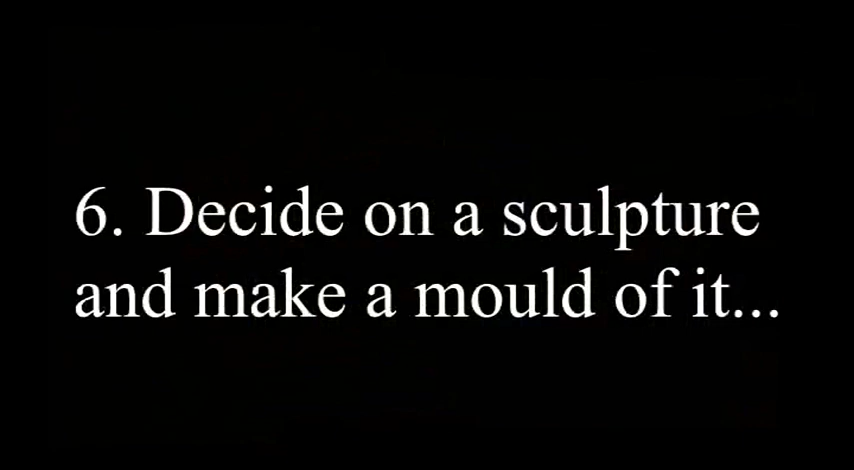 6. Decide on a sculpture
and make a mould of it...